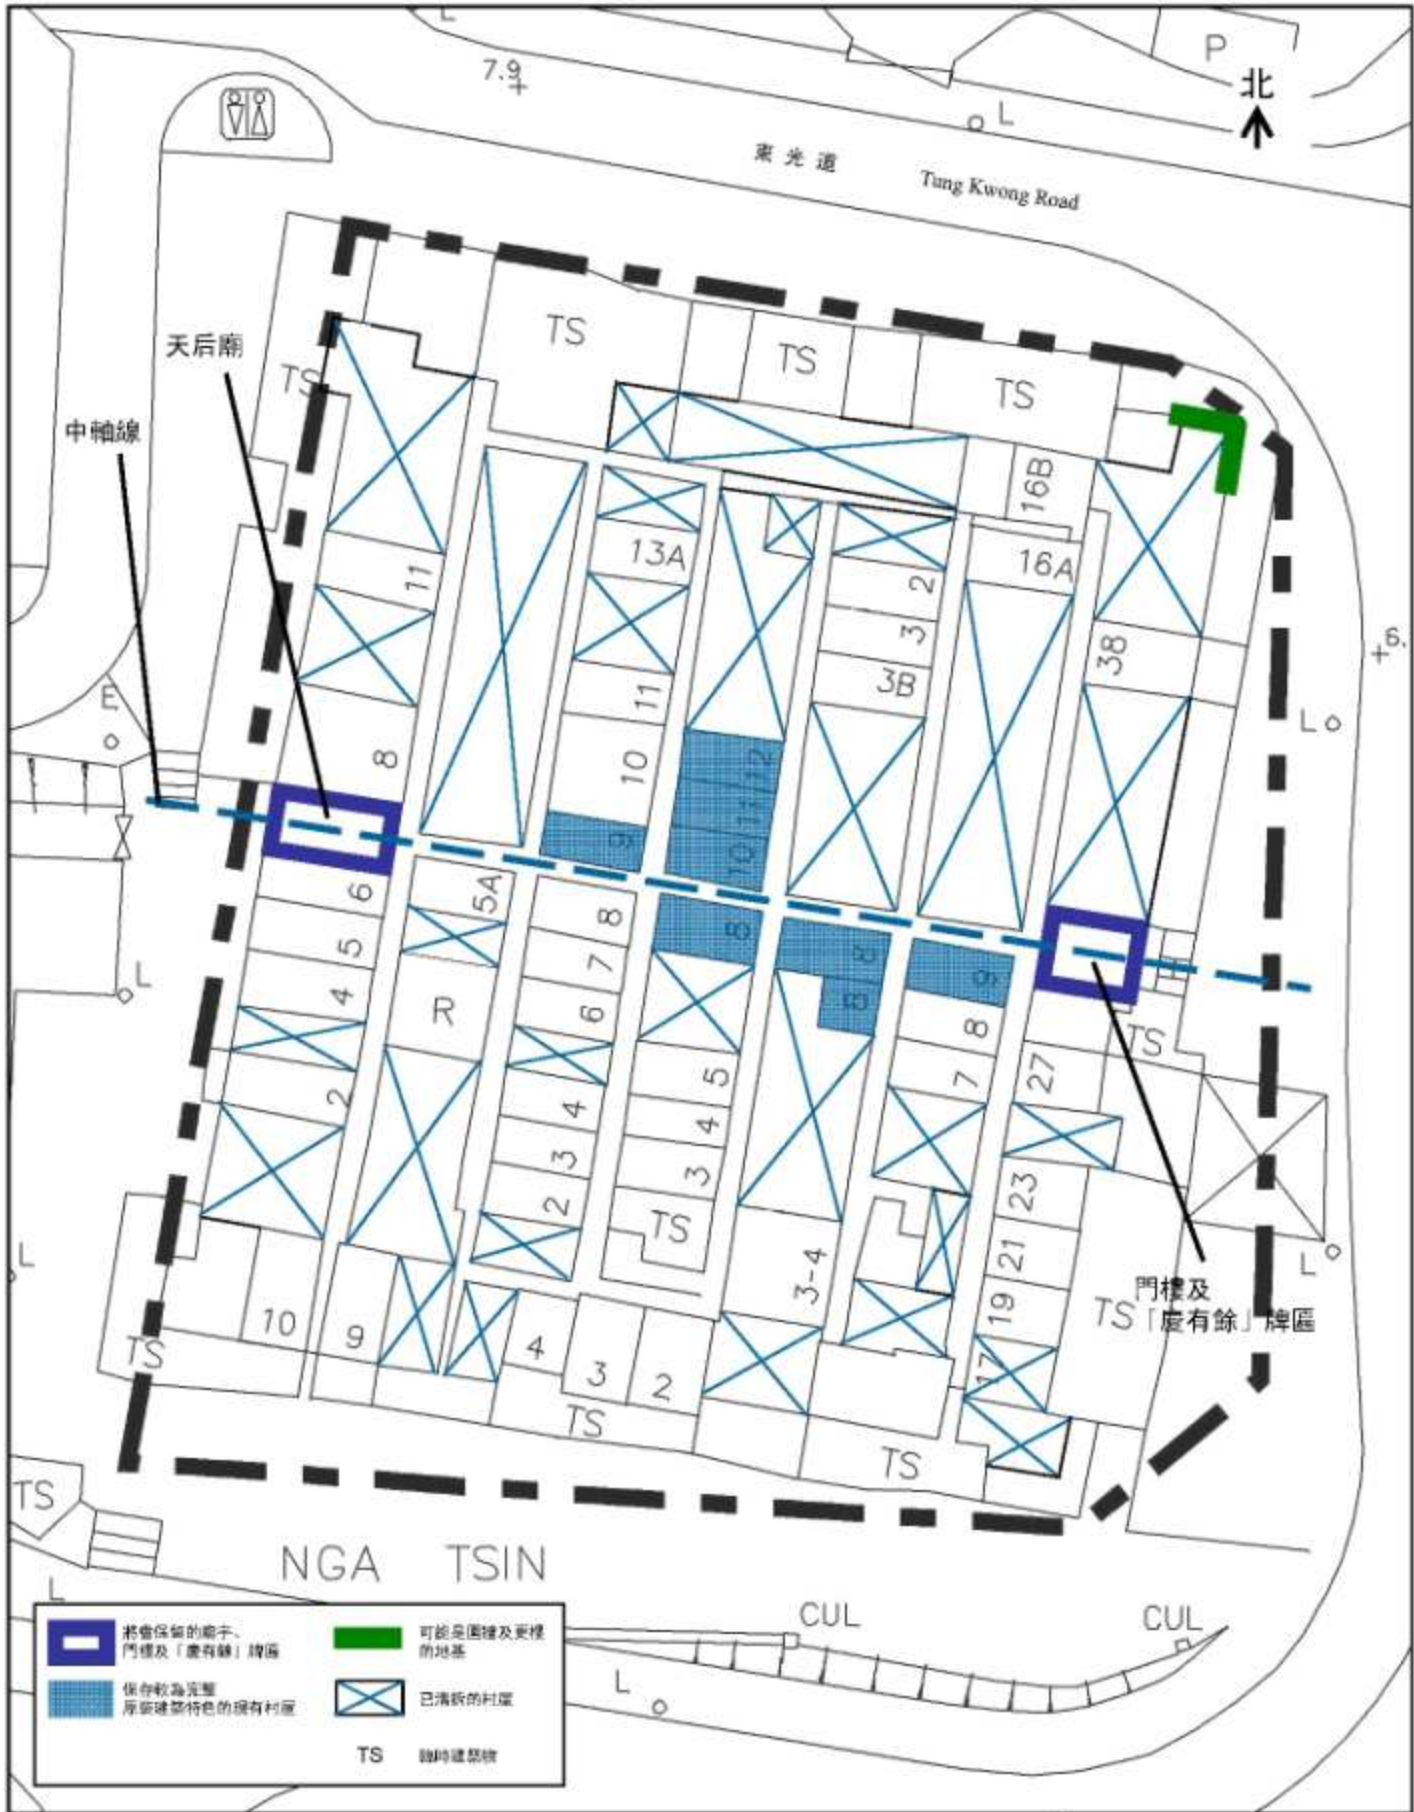 L
P
7.9
北
L
東光道
Tung Kwong Road
天后廟
TS
TS
TS
TS
中軸線
16B
13A
16A
11
2
3
38
6.
3B
11
E
L
8
10
12
11
9
10
6
5A
8
8
8
9
5
7
B
L
4
R
6
8
TS
27
5
7
2
4
4
3
3
23
2
TS
21
L
L
3-4
19
門樓及
「慶有餘」牌匾
TS
10
9
4
17
TS
3
2
TS
TS
TS
NGA TSIN
L
CUL
CUL
L
將會保留的廟宇、
門樓及「慶有餘」牌匾
可能是圍牆及更樓
的地基
保存較為完整
原裝建築特色的現有村屋
已清拆的村屋
TS 臨時建築物